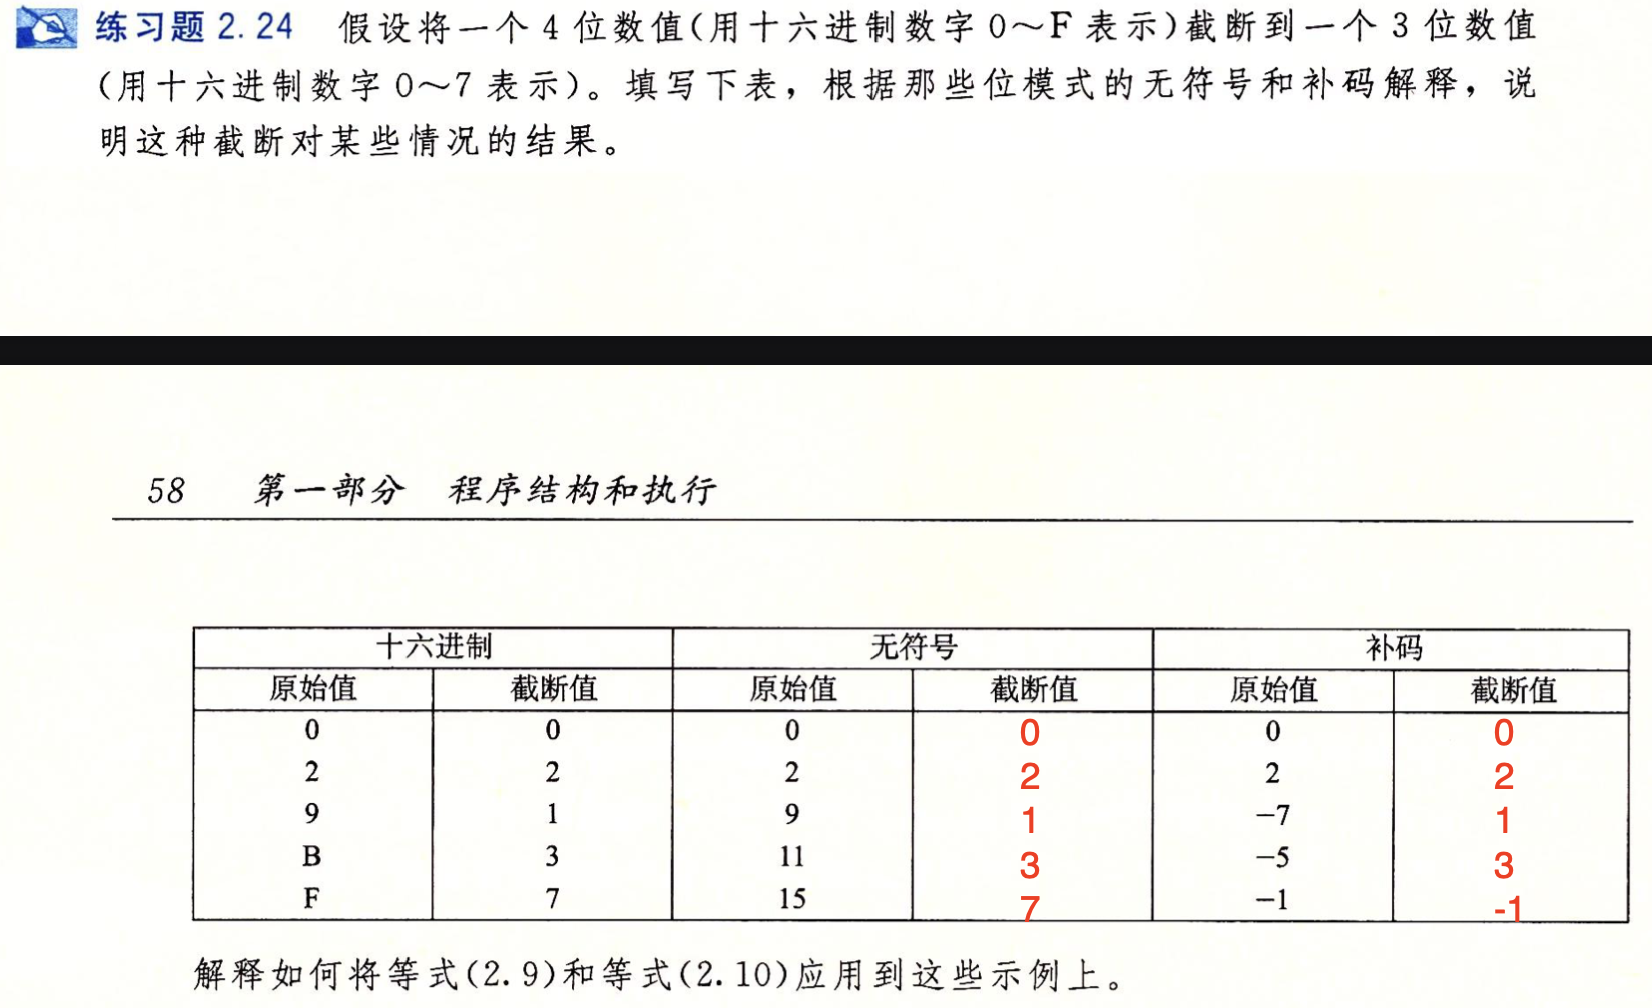 练习题2.24 假设将一个 4 位数值(用十六进制数字 0～F 表示)截断到一个 3 位数值
(用十六进制数字 0～7 表示)。填写下表，根据那些位模式的无符号和补码解释，说
明这种截断对某些情况的结果。
58 第一部分 程序结构和执行
十六进制 无符号 补码
原始值 截断值 原始值 截断值 原始值 截断值
0 0 0 0 0 0
2 2 2 2 2 2
9 1 9 1 −7 1
B 3 11 3 −5 3
F 7 15 7 −1 -1
解释如何将等式(2.9)和等式(2.10)应用到这些示例上。